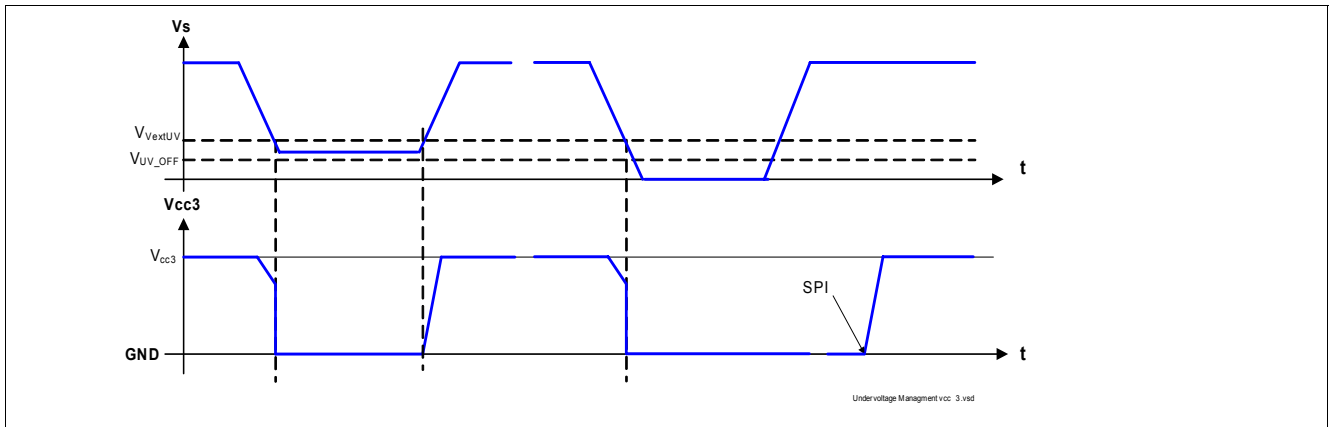 Vs
VVextUV
VUV_OFF
t
Vcc3
Vcc3
SPI
GND
t
Undervoltage Managment vcc 3.vsd